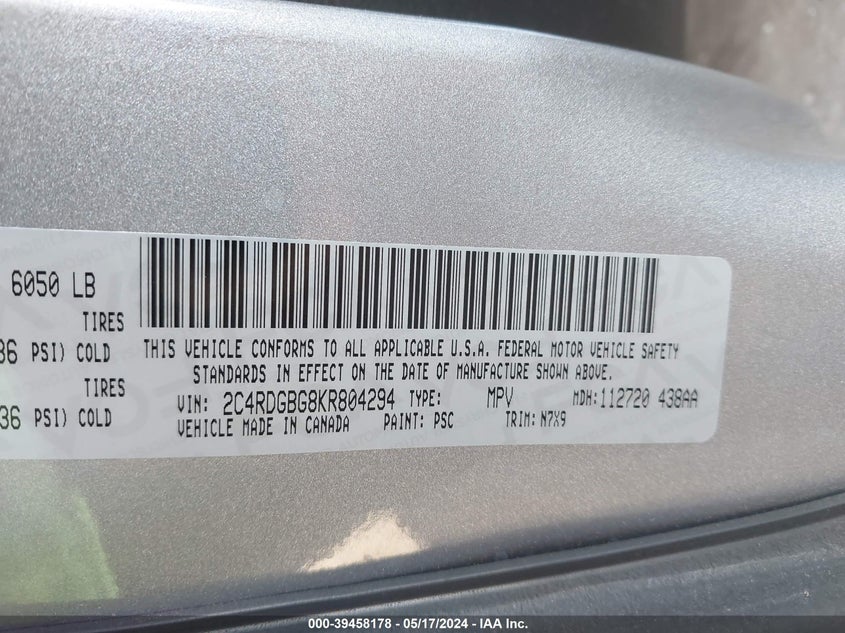 6050 LB
TIRES
36 PSI) COLD
TIRES
36 PSI) COLD
THIS VEHICLE CONFORMS TO ALL APPLICABLE U.S.A. FEDERAL MOTOR VEHICLE SAFETY
STANDARDS IN EFFECT ON THE DATE OF MANUFACTURE SHOWN ABOVE.
VIN: 2C4RDGBG8KR804294 TYPE: MPV MDH: 112720 438AA
VEHICLE MADE IN CANADA PAINT: PSC TRIM: N7X9
000-39458178 - 05/17/2024 - IAA Inc.